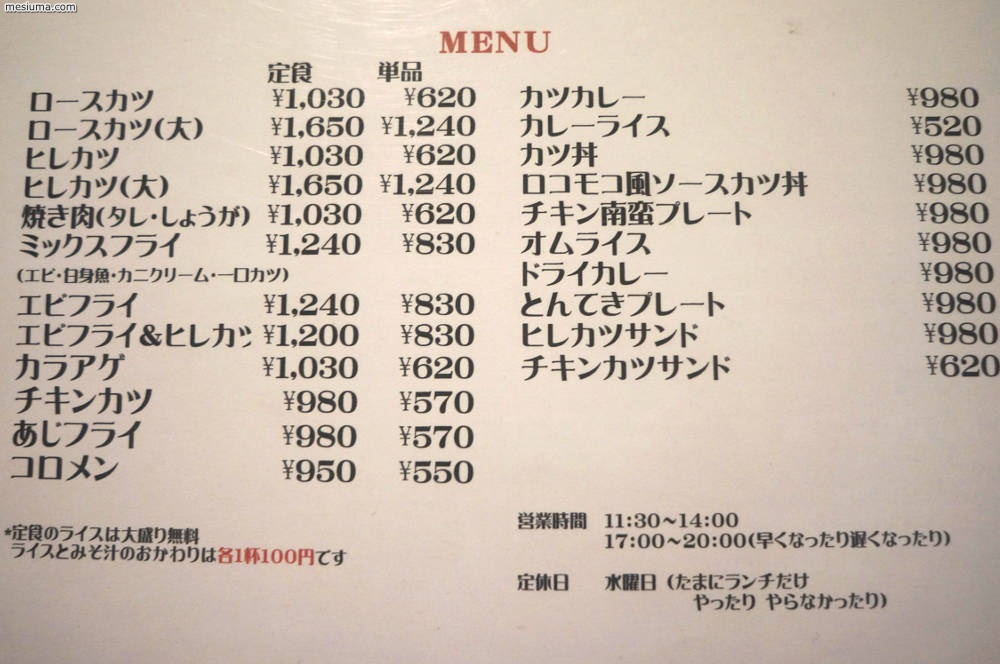 mesiuma.com
MENU
定食 単品
ロースカツ ¥1,030 ¥620
ロースカツ(大) ¥1,650 ¥1,240
ヒレカツ ¥1,030 ¥620
ヒレカツ(大) ¥1,650 ¥1,240
焼き肉(タレ・しょうが) ¥1,030 ¥620
ミックスフライ ¥1,240 ¥830
(エビ・白身魚・カニクリーム・一口カツ)
エビフライ ¥1,240 ¥830
エビフライ&ヒレカツ ¥1,200 ¥830
カラアゲ ¥1,030 ¥620
チキンカツ ¥980 ¥570
あじフライ ¥980 ¥570
コロメン ¥950 ¥550
*定食のライスは大盛り無料
ライスとみそ汁のおかわりは各1杯100円です
カツカレー ¥980
カレーライス ¥520
カツ丼 ¥980
ロコモコ風ソースカツ丼 ¥980
チキン南蛮プレート ¥980
オムライス ¥980
ドライカレー ¥980
とんてきプレート ¥980
ヒレカツサンド ¥980
チキンカツサンド ¥620
営業時間 11:30~14:00
17:00~20:00(早くなったり遅くなったり)
定休日 水曜日 (たまにランチだけ
やったり やらなかったり)